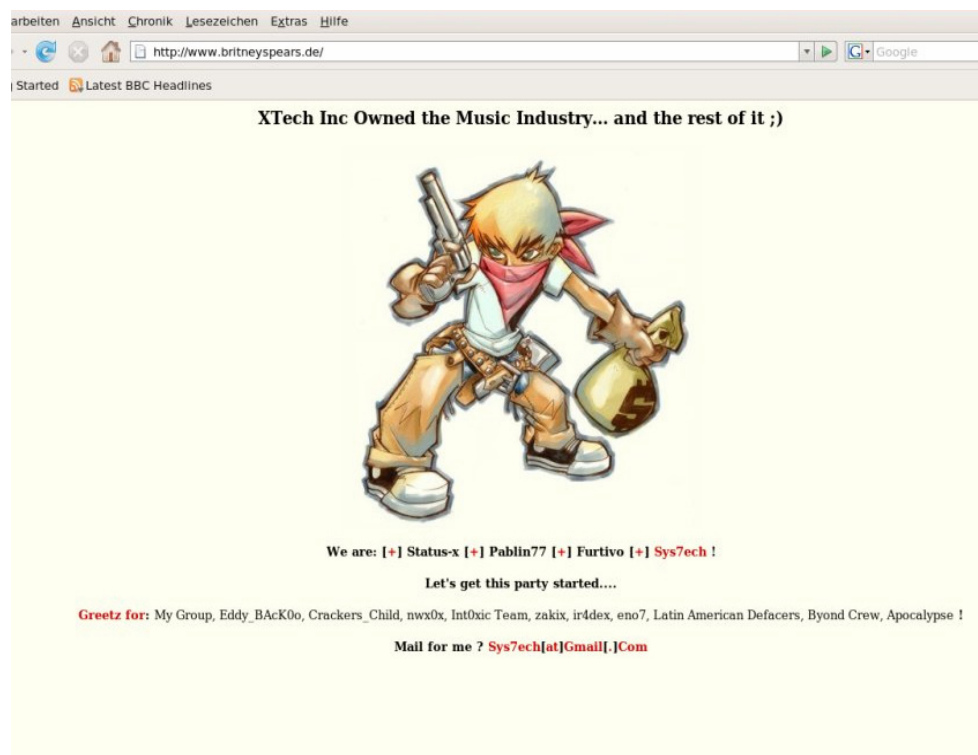 arbeiten Ansicht Chronik Lesezeichen Extras Hilfe
http://www.britneyspears.de/
G Google
Started Latest BBC Headlines
XTech Inc Owned the Music Industry... and the rest of it ;)
$
We are: [+] Status-x [+] Pablin77 [+] Furtivo [+] Sys7ech !
Let's get this party started....
Greetz for: My Group, Eddy_BAcK0o, Crackers_Child, nwx0x, Int0xic Team, zakix, ir4dex, eno7, Latin American Defacers, Byond Crew, Apocalypse !
Mail for me ? Sys7ech[at]Gmail[.]Com